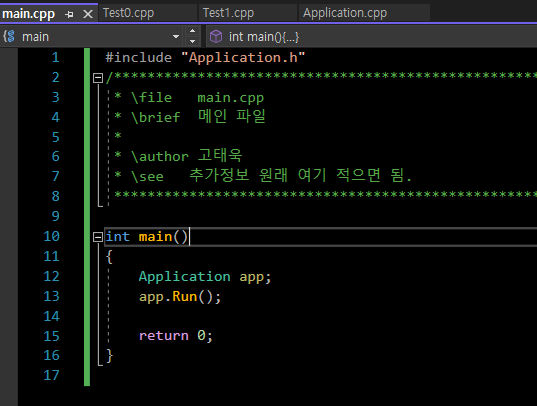 main.cpp Test0.cpp Test1.cpp Application.cpp
main int main(){...}
1 #include "Application.h"
2 /***************************************************
3 * \file main.cpp
4 * \brief 메인 파일
5 *
6 * \author 고태욱
7 * \see 추가정보 원래 여기 적으면 됨.
8 ***************************************************
9
10 int main()
11 {
12 Application app;
13 app.Run();
14
15 return 0;
16 }
17